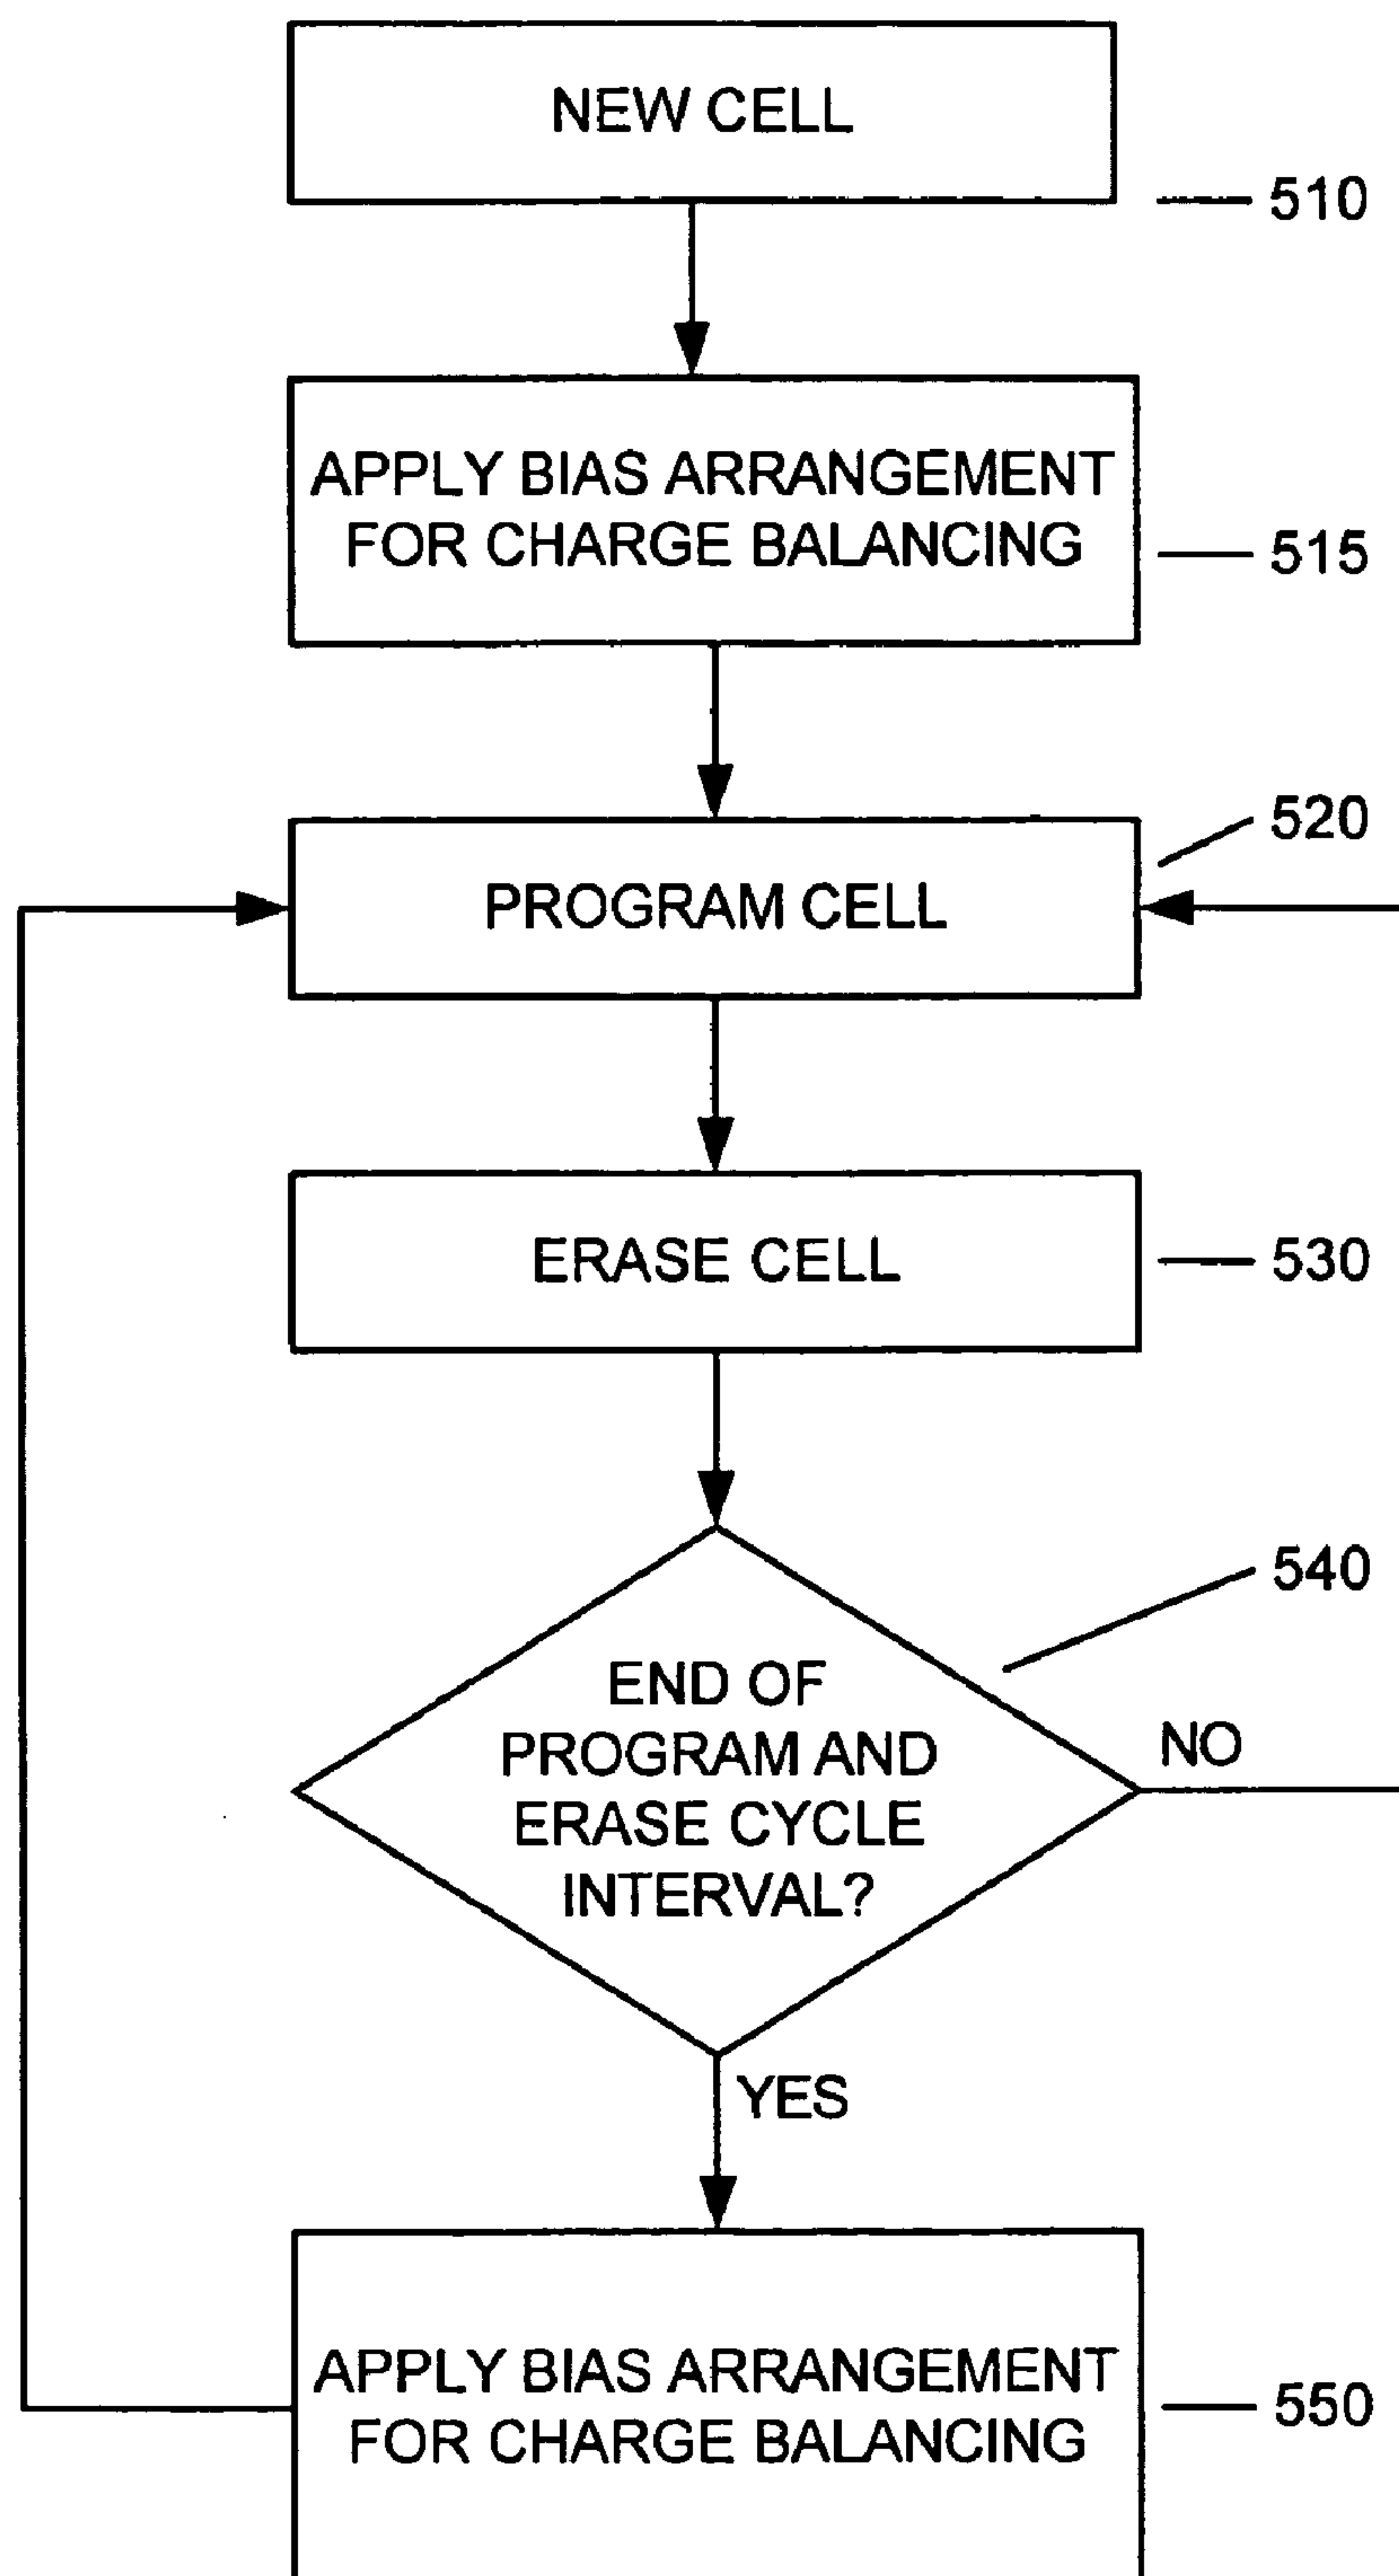 NEW CELL
510
APPLY BIAS ARRANGEMENT
FOR CHARGE BALANCING
515
520
PROGRAM CELL
ERASE CELL
530
540
END OF
PROGRAM AND
ERASE CYCLE
INTERVAL?
NO
YES
APPLY BIAS ARRANGEMENT
FOR CHARGE BALANCING
550